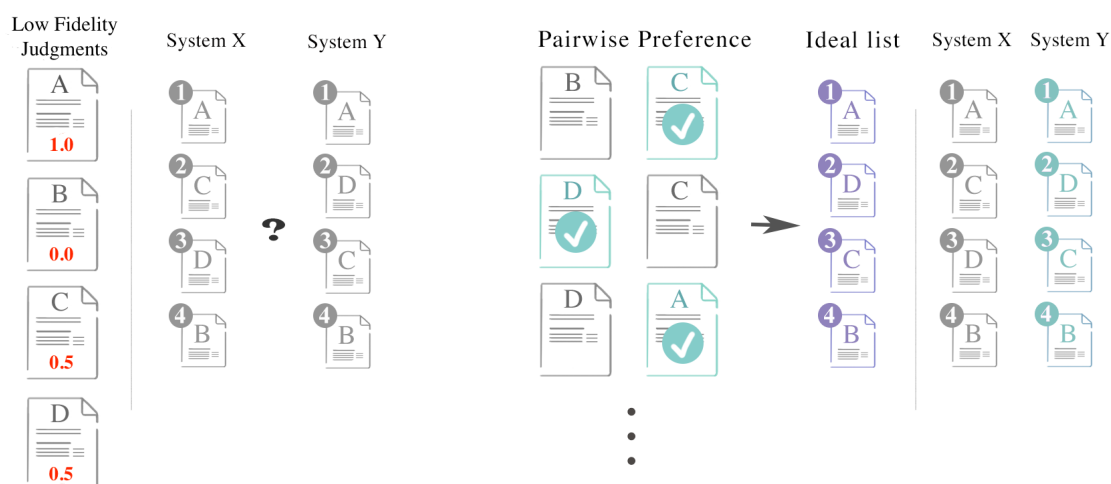 Low Fidelity
Judgments
A
1.0
B
0.0
C
0.5
D
0.5
System X
1
A
2
C
3
D
4
B
?
System Y
1
A
2
D
3
C
4
B
Pairwise Preference
B
C
D
C
D
A
Ideal list
1
A
2
D
3
C
4
B
System X
1
A
2
C
3
D
4
B
System Y
1
A
2
D
3
C
4
B